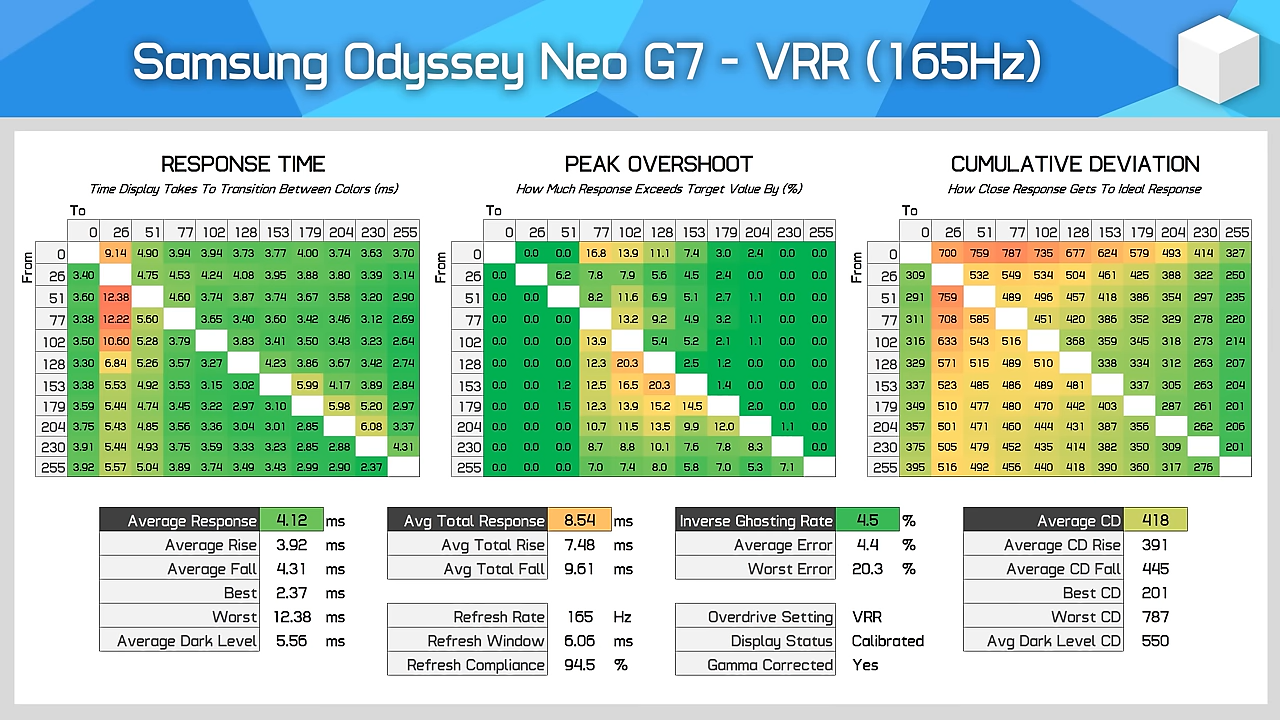 Samsung Odyssey Neo G7 - VRR (165Hz)
RESPONSE TIME
Time Display Takes To Transition Between Colors (ms)
To
0 26 51 77 102 128 153 179 204 230 255
From
0 9.14 4.90 3.94 3.94 3.73 3.77 4.00 3.74 3.63 3.70
26 3.40 4.75 4.53 4.24 4.08 3.95 3.88 3.80 3.39 3.14
51 3.60 12.38 4.60 3.74 3.87 3.74 3.67 3.58 3.20 2.90
77 3.38 12.22 5.60 3.65 3.40 3.60 3.42 3.46 3.12 2.69
102 3.50 10.60 5.28 3.79 3.83 3.41 3.50 3.43 3.23 2.64
128 3.30 6.84 5.26 3.57 3.27 4.23 3.86 3.67 3.42 2.74
153 3.38 5.53 4.92 3.53 3.15 3.02 5.99 4.17 3.89 2.84
179 3.59 5.44 4.74 3.45 3.22 2.97 3.10 5.98 5.20 2.97
204 3.75 5.43 4.85 3.56 3.36 3.04 3.01 2.85 6.08 3.37
230 3.91 5.44 4.93 3.75 3.59 3.33 3.23 2.85 2.88 4.31
255 3.92 5.57 5.04 3.89 3.74 3.49 3.43 2.99 2.90 2.37
PEAK OVERSHOOT
How Much Response Exceeds Target Value By (%)
To
0 26 51 77 102 128 153 179 204 230 255
From
0 0.0 0.0 16.8 13.9 11.1 7.4 3.0 2.4 0.0 0.0
26 0.0 6.2 7.8 7.9 5.6 4.5 2.4 0.0 0.0 0.0
51 0.0 0.0 8.2 11.6 6.9 5.1 2.7 1.1 0.0 0.0
77 0.0 0.0 0.0 13.2 9.2 4.9 3.2 1.1 0.0 0.0
102 0.0 0.0 0.0 13.9 5.4 5.2 2.1 1.1 0.0 0.0
128 0.0 0.0 0.0 12.3 20.3 2.5 1.2 0.0 0.0 0.0
153 0.0 0.0 1.2 12.5 16.5 20.3 1.4 0.0 0.0 0.0
179 0.0 0.0 1.5 12.3 13.9 15.2 14.5 2.0 0.0 0.0
204 0.0 0.0 0.0 10.7 11.5 13.5 9.9 12.0 1.1 0.0
230 0.0 0.0 0.0 8.7 8.8 10.1 7.6 7.8 8.3 0.0
255 0.0 0.0 0.0 7.0 7.4 8.0 5.8 7.0 5.3 7.1
CUMULATIVE DEVIATION
How Close Response Gets To Ideal Response
To
0 26 51 77 102 128 153 179 204 230 255
From
0 700 759 787 735 677 624 579 493 414 327
26 309 532 549 534 504 461 425 388 322 250
51 291 759 489 496 457 418 386 354 297 235
77 311 708 585 451 420 386 352 329 278 220
102 316 633 543 516 368 359 345 318 273 214
128 329 571 515 489 510 338 334 312 263 207
153 337 523 485 486 489 481 337 305 263 204
179 349 510 477 480 470 442 403 287 261 201
204 357 501 471 460 444 431 387 356 262 206
230 375 505 479 452 435 414 382 350 309 201
255 395 516 492 456 440 418 390 360 317 276
Average Response 4.12 ms
Average Rise 3.92 ms
Average Fall 4.31 ms
Best 2.37 ms
Worst 12.38 ms
Average Dark Level 5.56 ms
Avg Total Response 8.54 ms
Avg Total Rise 7.48 ms
Avg Total Fall 9.61 ms
Refresh Rate 165 Hz
Refresh Window 6.06 ms
Refresh Compliance 94.5 %
Inverse Ghosting Rate 4.5 %
Average Error 4.4 %
Worst Error 20.3 %
Overdrive Setting VRR
Display Status Calibrated
Gamma Corrected Yes
Average CD 418
Average CD Rise 391
Average CD Fall 445
Best CD 201
Worst CD 787
Avg Dark Level CD 550